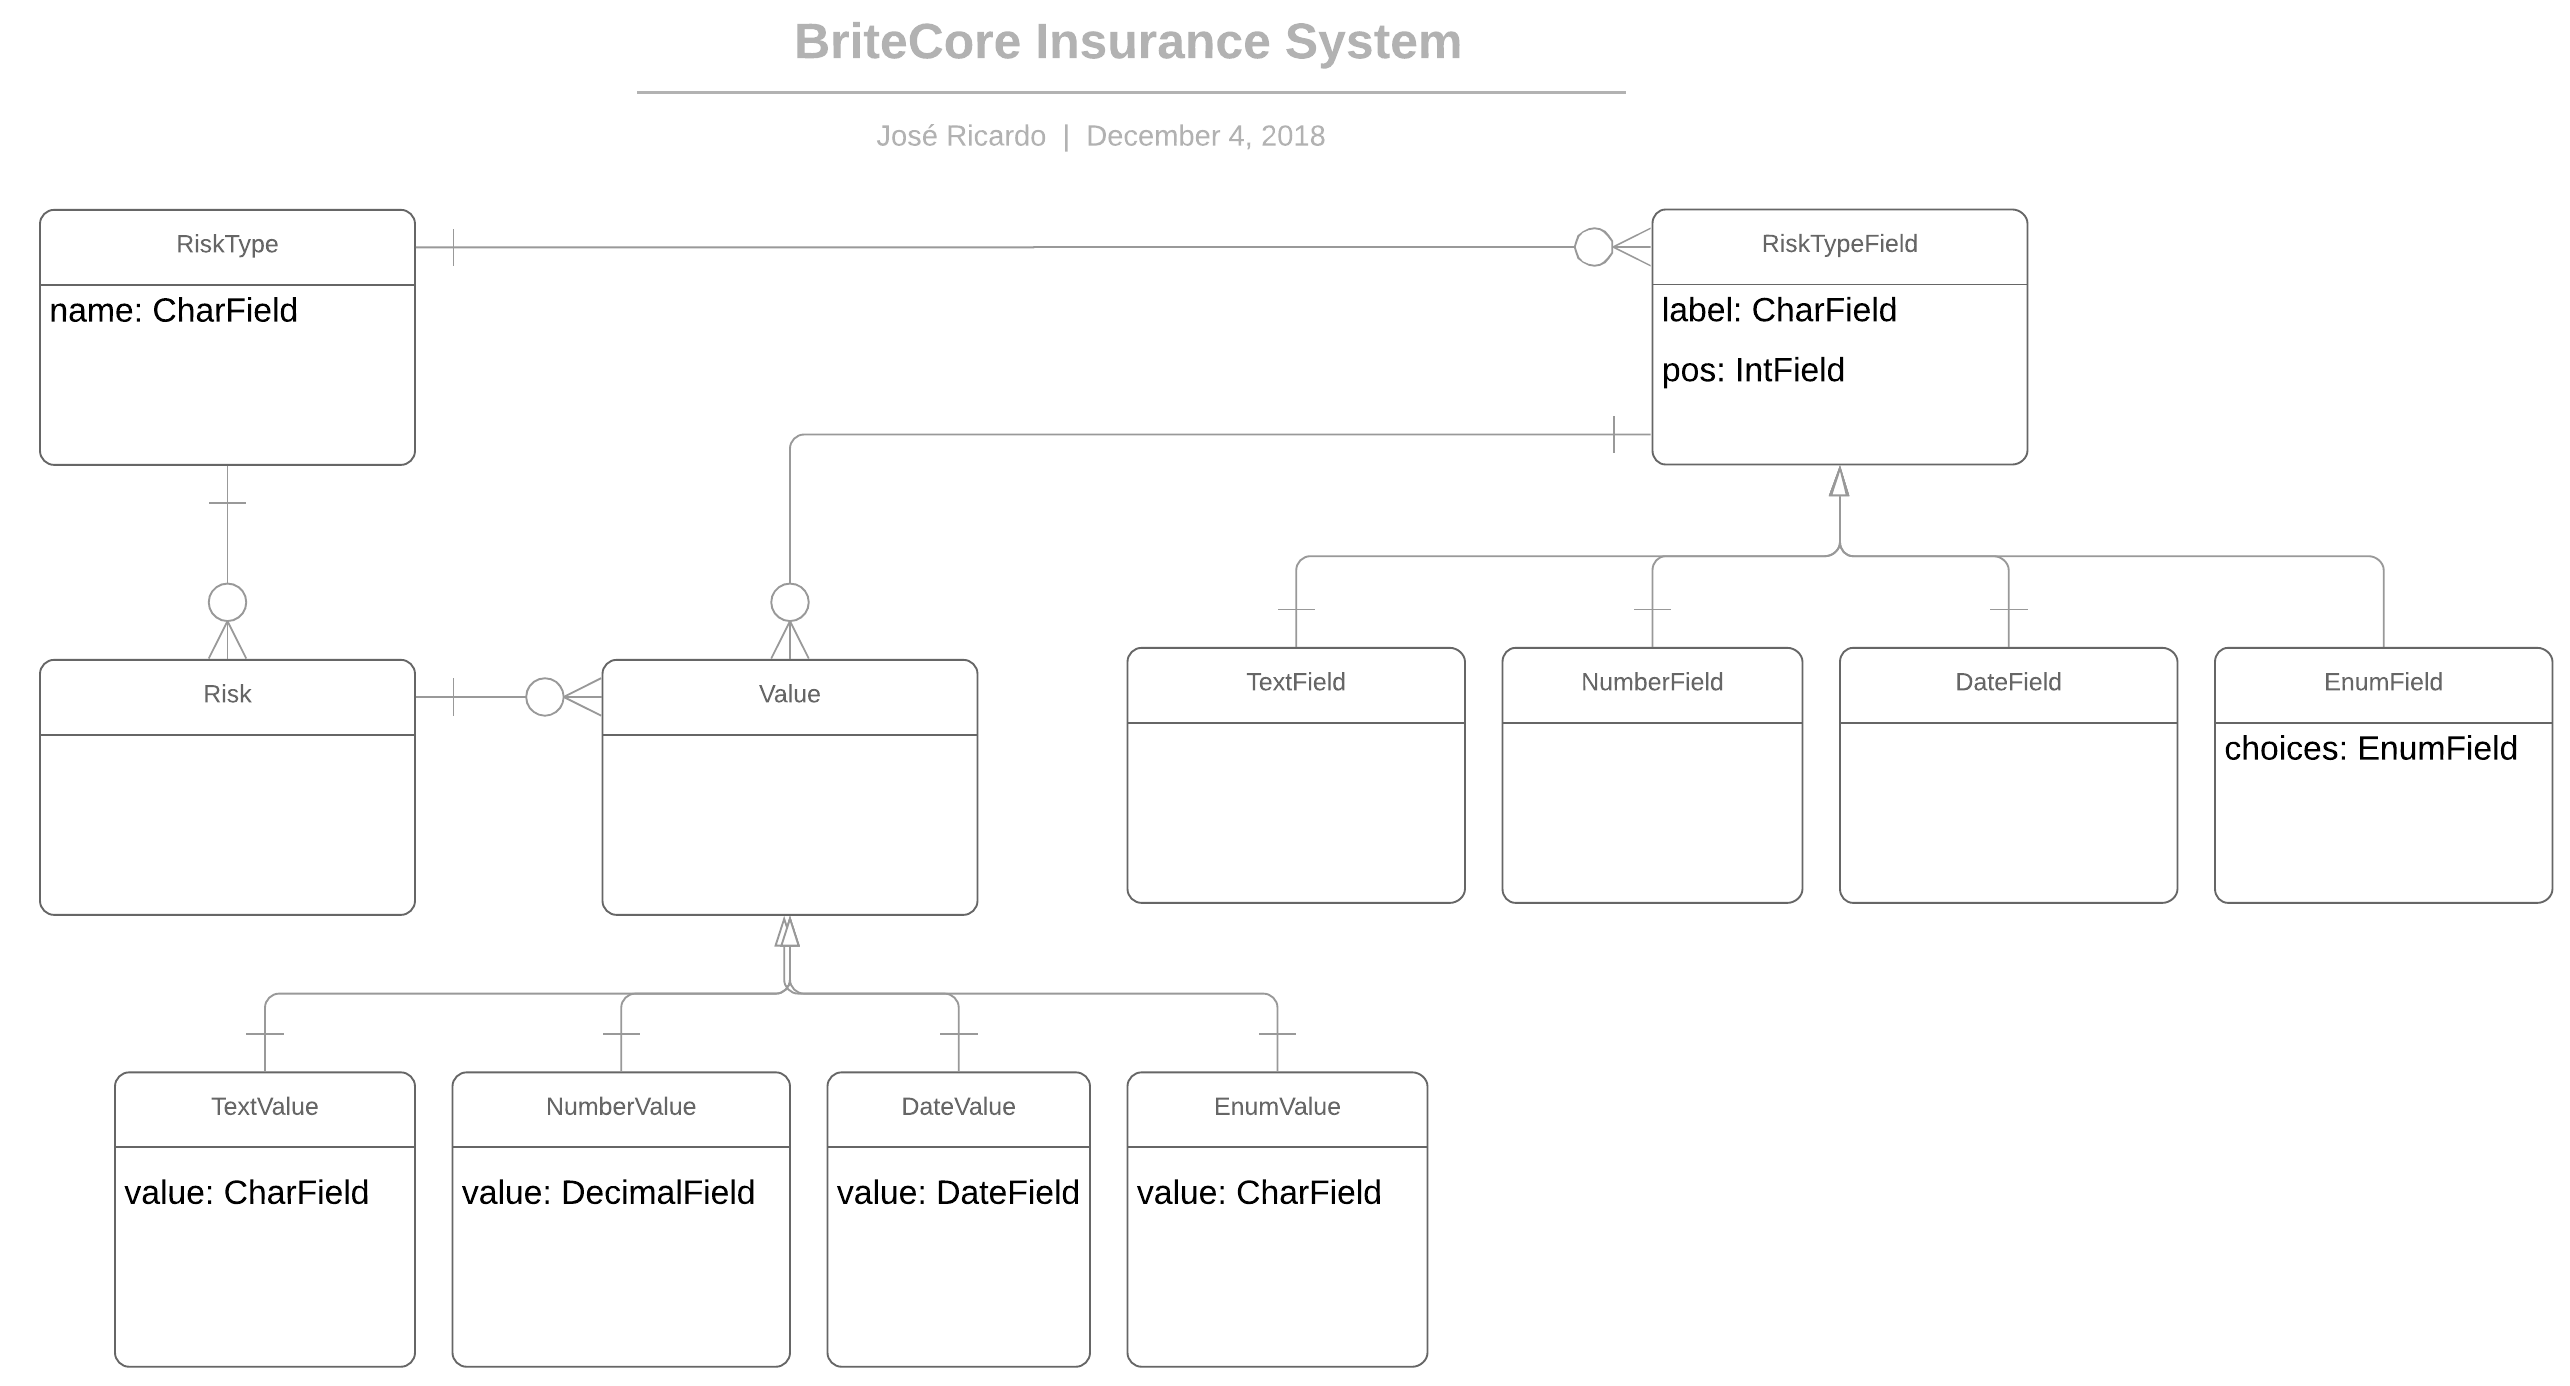 BriteCore Insurance System
José Ricardo | December 4, 2018
RiskType
name: CharField
RiskTypeField
label: CharField
pos: IntField
Risk
Value
TextField
NumberField
DateField
EnumField
choices: EnumField
TextValue
value: CharField
NumberValue
value: DecimalField
DateValue
value: DateField
EnumValue
value: CharField